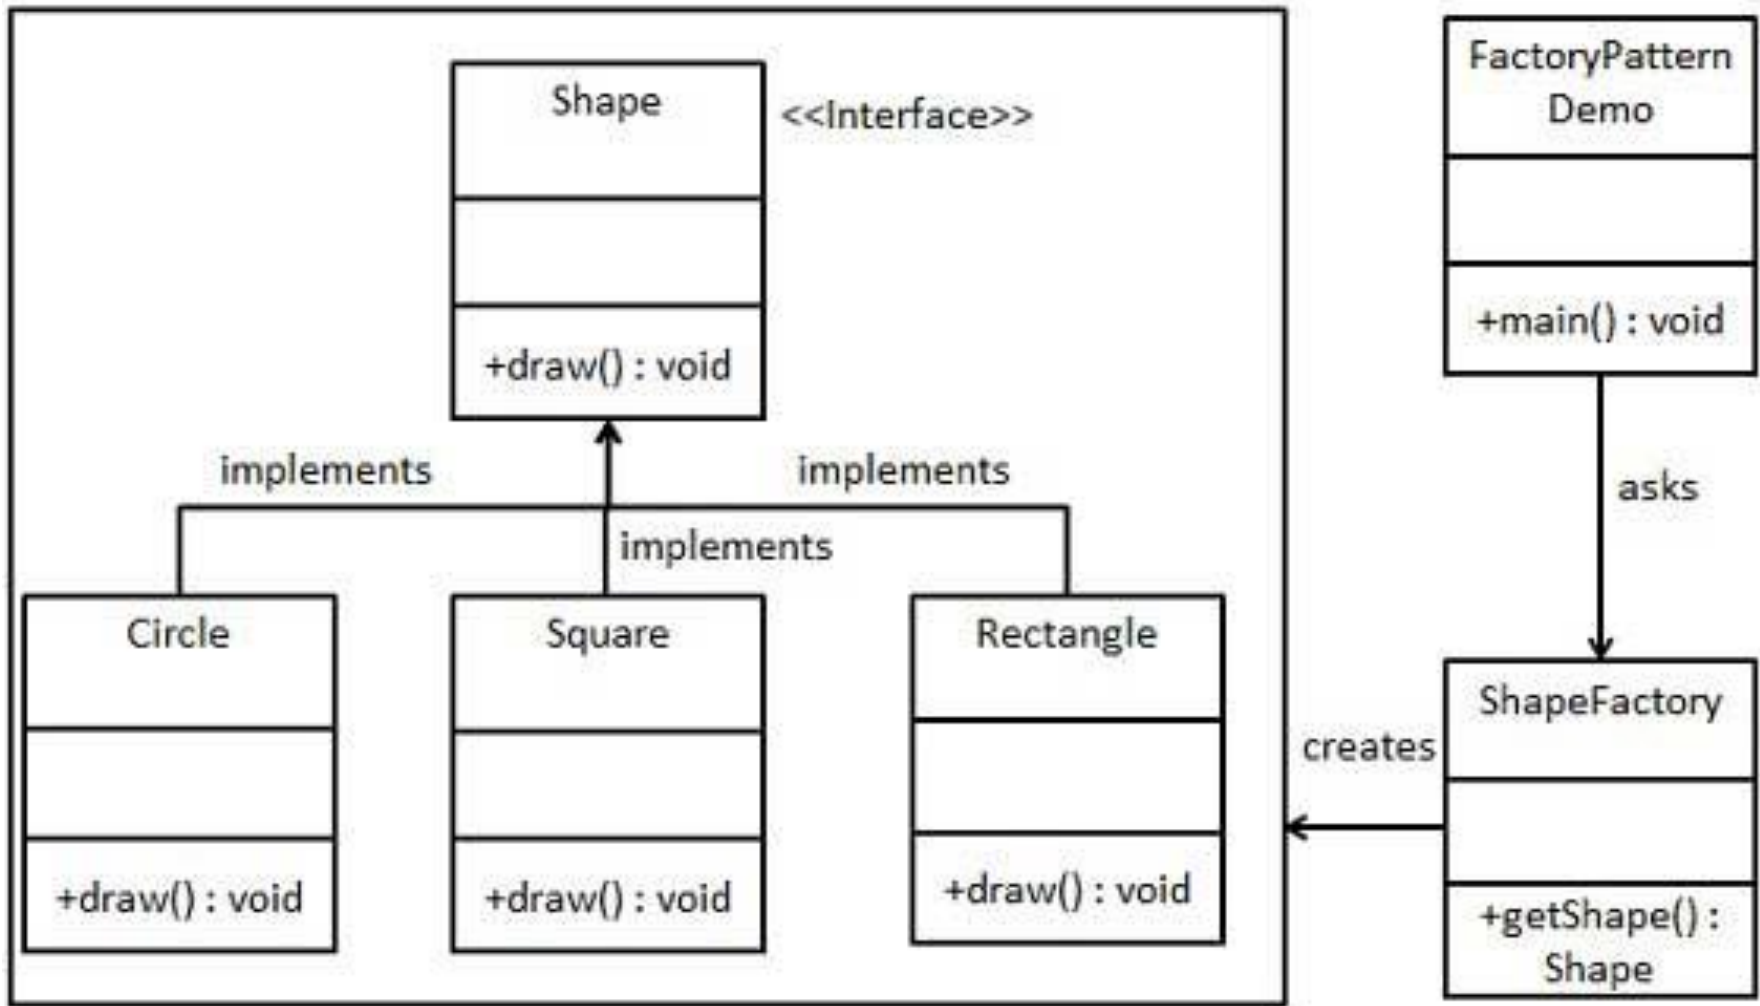 Shape
<<Interface>>
+draw() : void
implements
implements
implements
Circle
+draw() : void
Square
+draw() : void
Rectangle
+draw() : void
FactoryPattern
Demo
+main() : void
asks
ShapeFactory
creates
+getShape() :
Shape